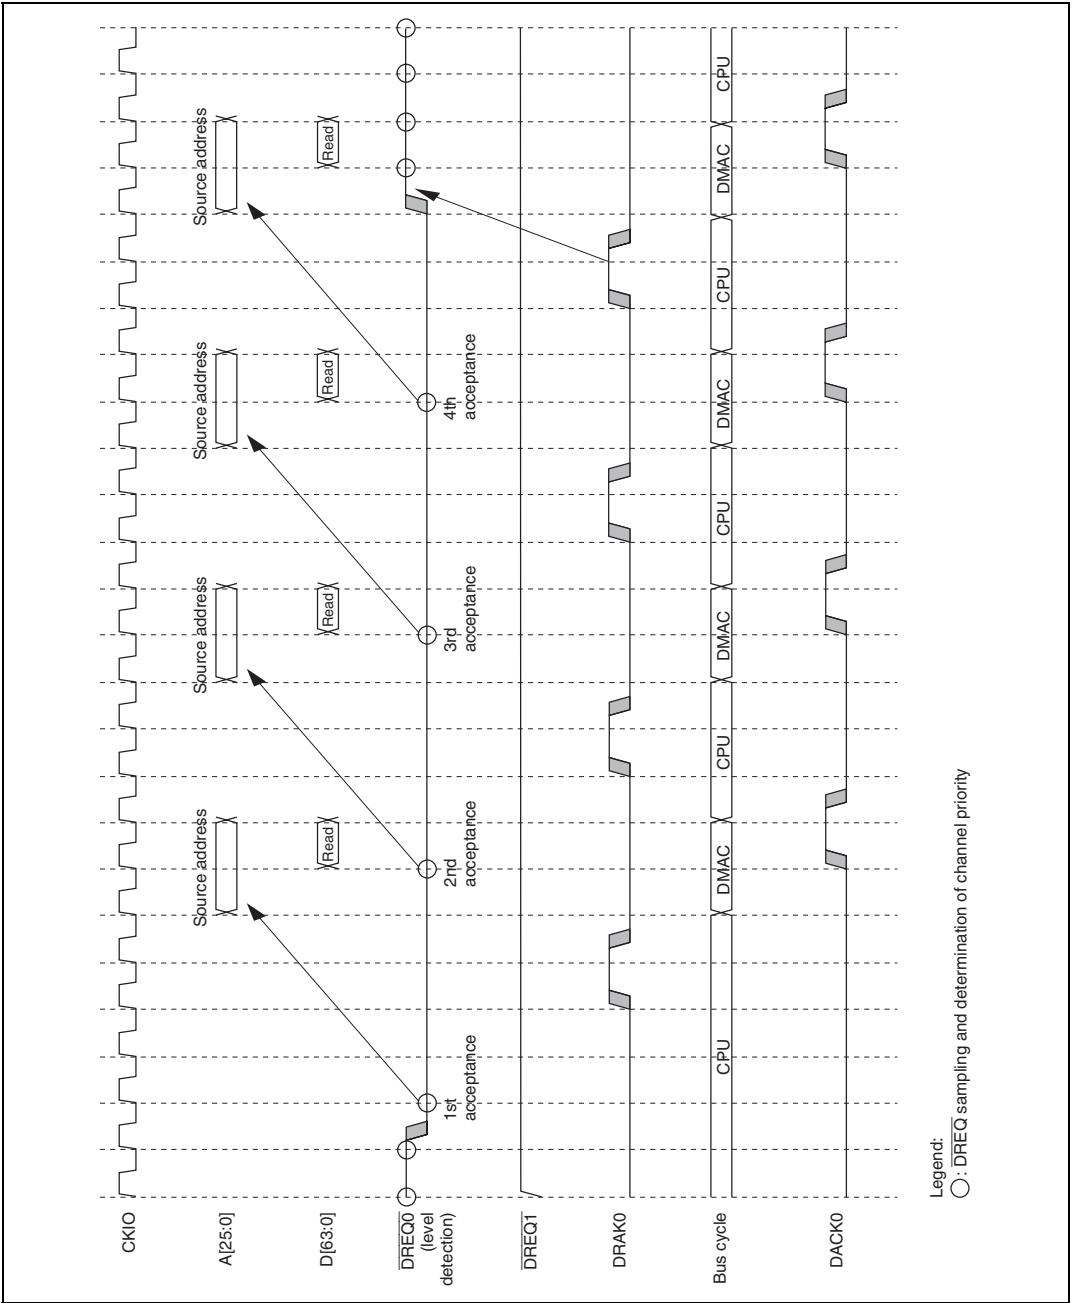 CKIO
A[25:0]
Source address
Source address
Source address
Source address
D[63:0]
Read
Read
Read
Read
DREQ0
(level
detection)
1st
acceptance
2nd
acceptance
3rd
acceptance
4th
acceptance
DREQ1
DRAK0
Bus cycle
CPU
DMAC
CPU
DMAC
CPU
DMAC
CPU
DMAC
CPU
DACK0
Legend:
○: DREQ sampling and determination of channel priority